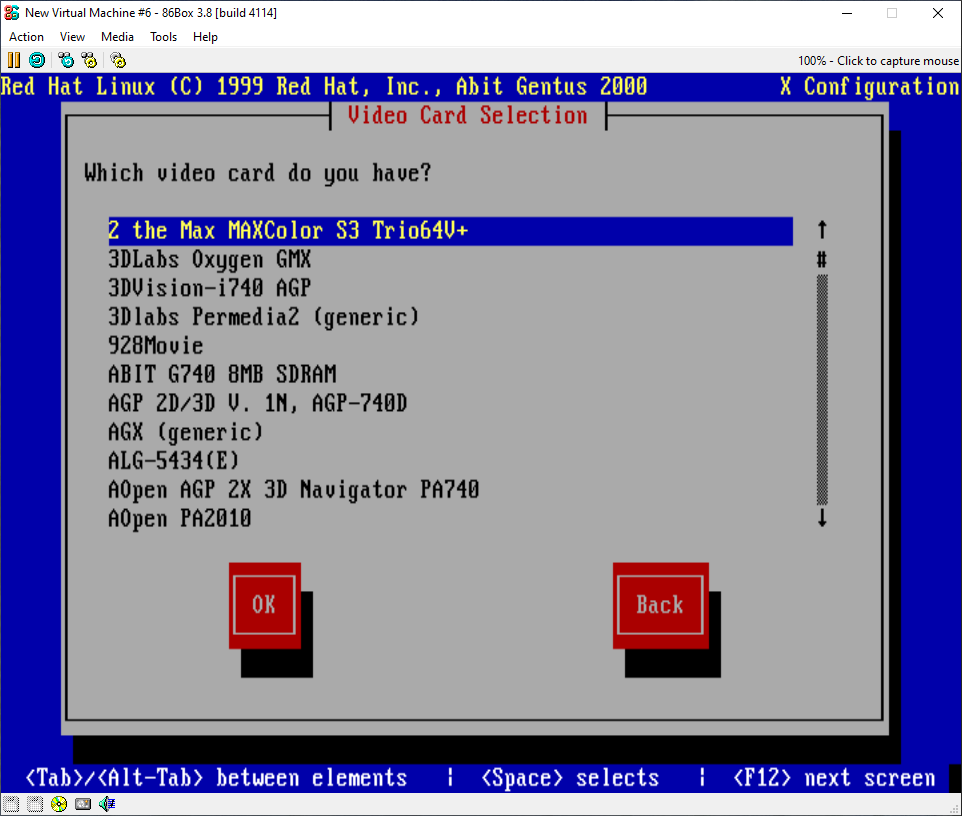 New Virtual Machine #6 - 86Box 3.8 [build 4114]
Action View Media Tools Help
100% - Click to capture mouse
Red Hat Linux (C) 1999 Red Hat, Inc., Abit Gentus 2000 X Configuration
Video Card Selection
Which video card do you have?
2 the Max MAXColor S3 Trio64V+
3DLabs Oxygen GMX
3DVision-i740 AGP
3Dlabs Permedia2 (generic)
928Movie
ABIT G740 8MB SDRAM
AGP 2D/3D V. 1N, AGP-740D
AGX (generic)
ALG-5434(E)
AOpen AGP 2X 3D Navigator PA740
AOpen PA2010
OK Back
<Tab>/<Alt-Tab> between elements | <Space> selects | <F12> next screen